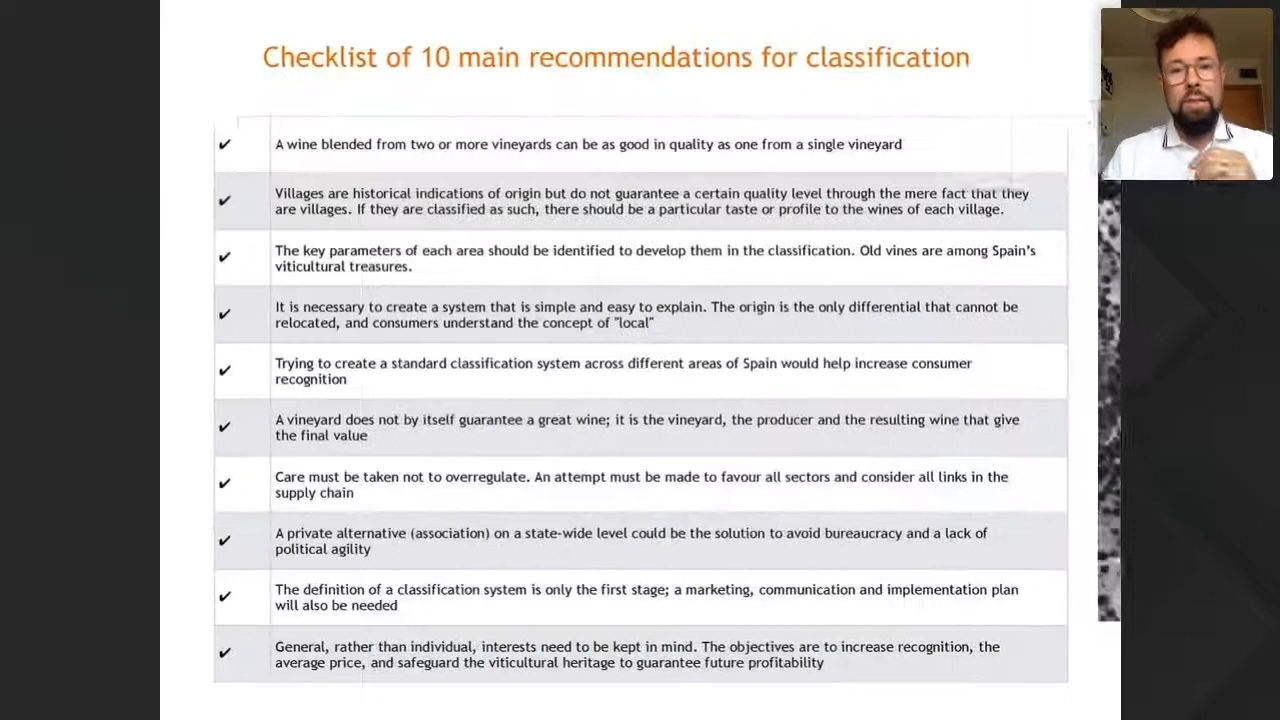 Checklist of 10 main recommendations for classification
✔ A wine blended from two or more vineyards can be as good in quality as one from a single vineyard
✔ Villages are historical indications of origin but do not guarantee a certain quality level through the mere fact that they
are villages. If they are classified as such, there should be a particular taste or profile to the wines of each village.
✔ The key parameters of each area should be identified to develop them in the classification. Old vines are among Spain's
viticultural treasures.
✔ It is necessary to create a system that is simple and easy to explain. The origin is the only differential that cannot be
relocated, and consumers understand the concept of "local"
✔ Trying to create a standard classification system across different areas of Spain would help increase consumer
recognition
✔ A vineyard does not by itself guarantee a great wine; it is the vineyard, the producer and the resulting wine that give
the final value
✔ Care must be taken not to overregulate. An attempt must be made to favour all sectors and consider all links in the
supply chain
✔ A private alternative (association) on a state-wide level could be the solution to avoid bureaucracy and a lack of
political agility
✔ The definition of a classification system is only the first stage; a marketing, communication and implementation plan
will also be needed
✔ General, rather than individual, interests need to be kept in mind. The objectives are to increase recognition, the
average price, and safeguard the viticultural heritage to guarantee future profitability